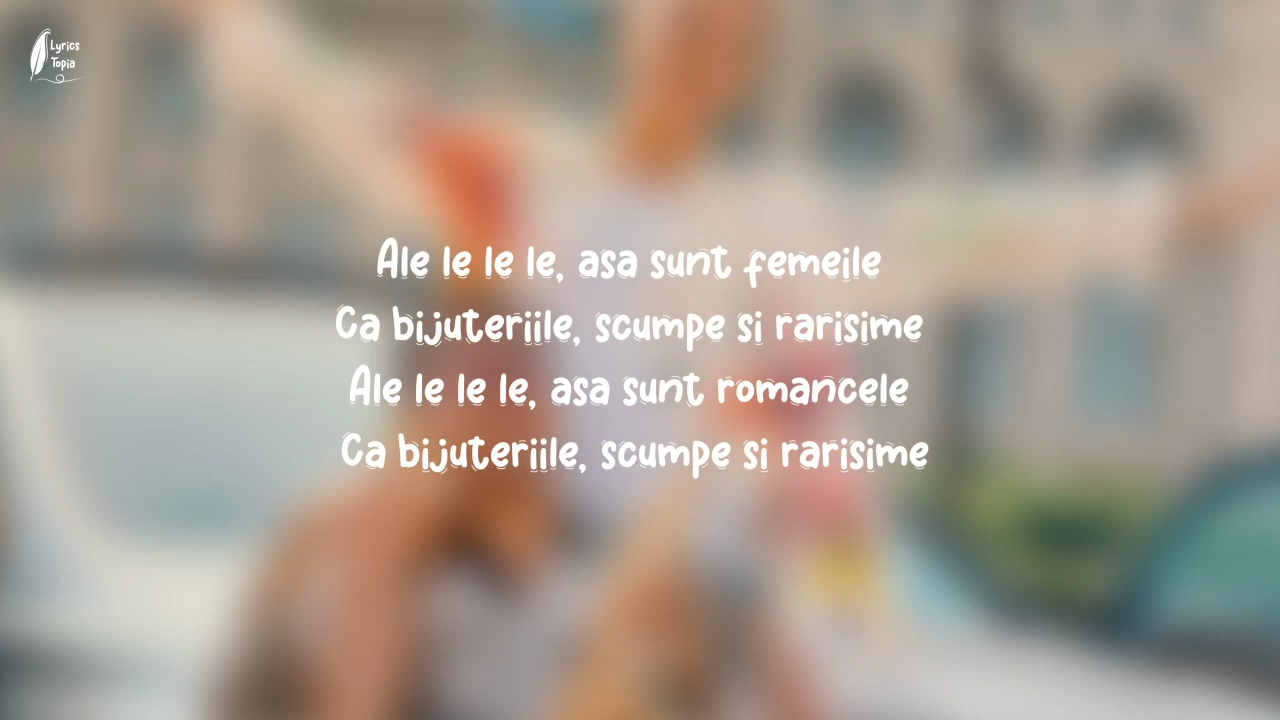 Lyrics
Topia
Ale le le le, asa sunt femeile
Ca bijuteriile, scumpe si rarisime
Ale le le le, asa sunt romancele
Ca bijuteriile, scumpe si rarisime